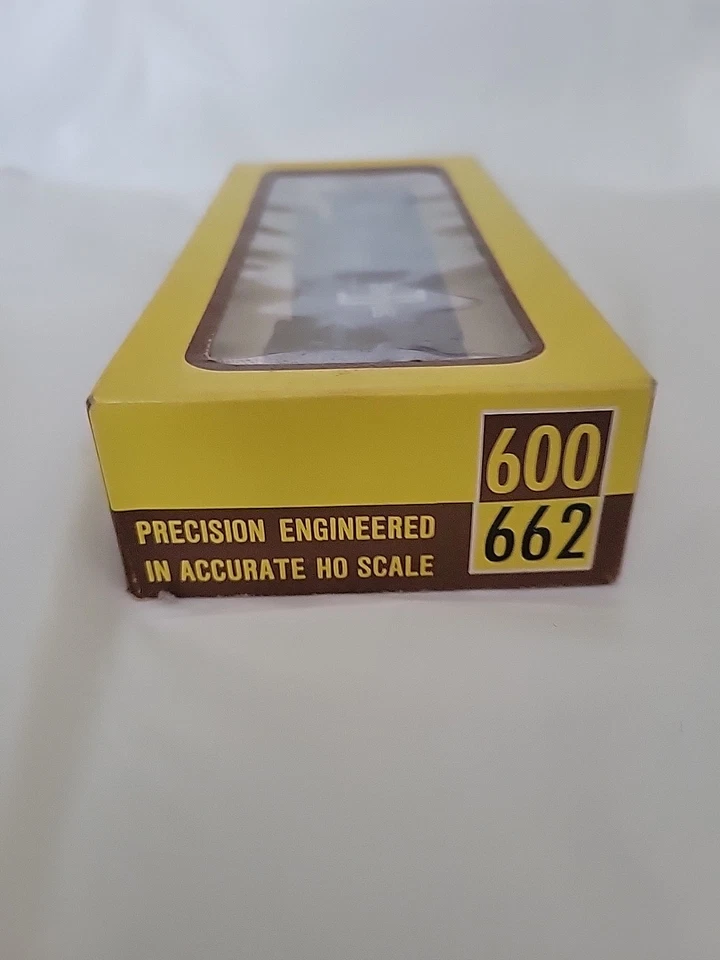 600
662
PRECISION ENGINEERED
IN ACCURATE HO SCALE